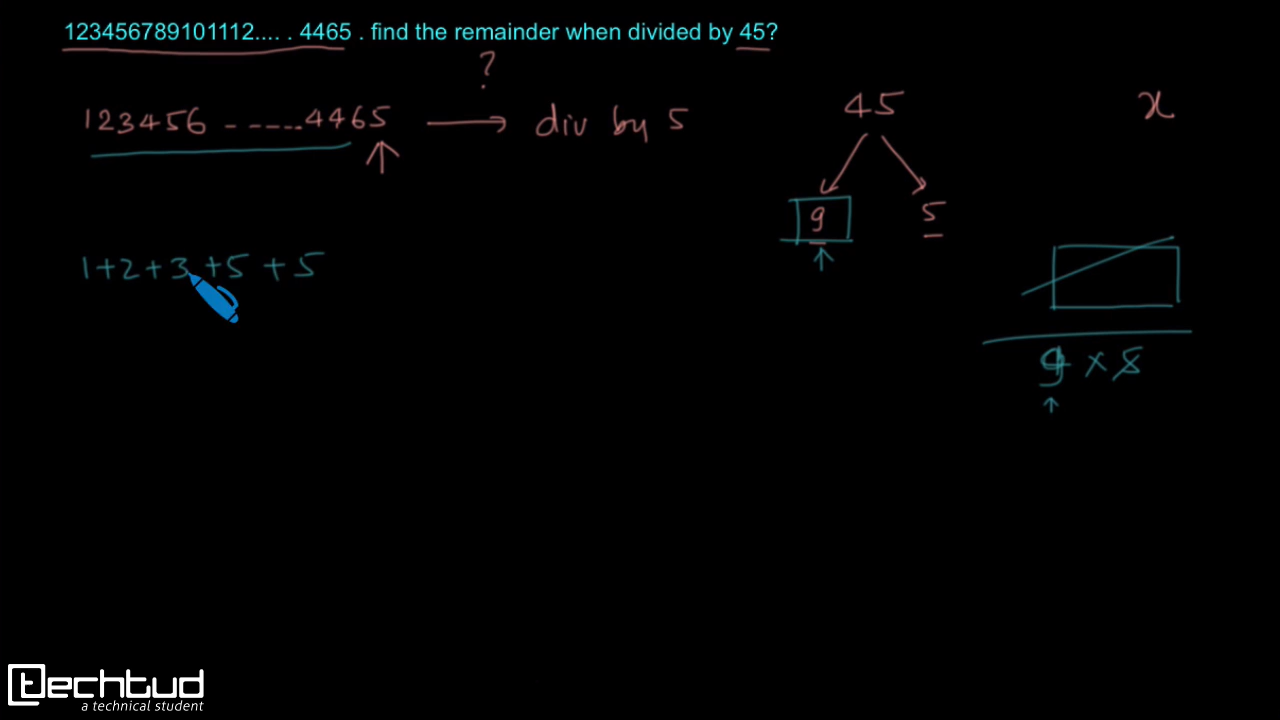 123456789101112.... . 4465 . find the remainder when divided by 45?
?
123456 - - - - ..... 4465 → div by 5
45
x
9 5
1+2+3+5+5
9 × 5
techtud
a technical student